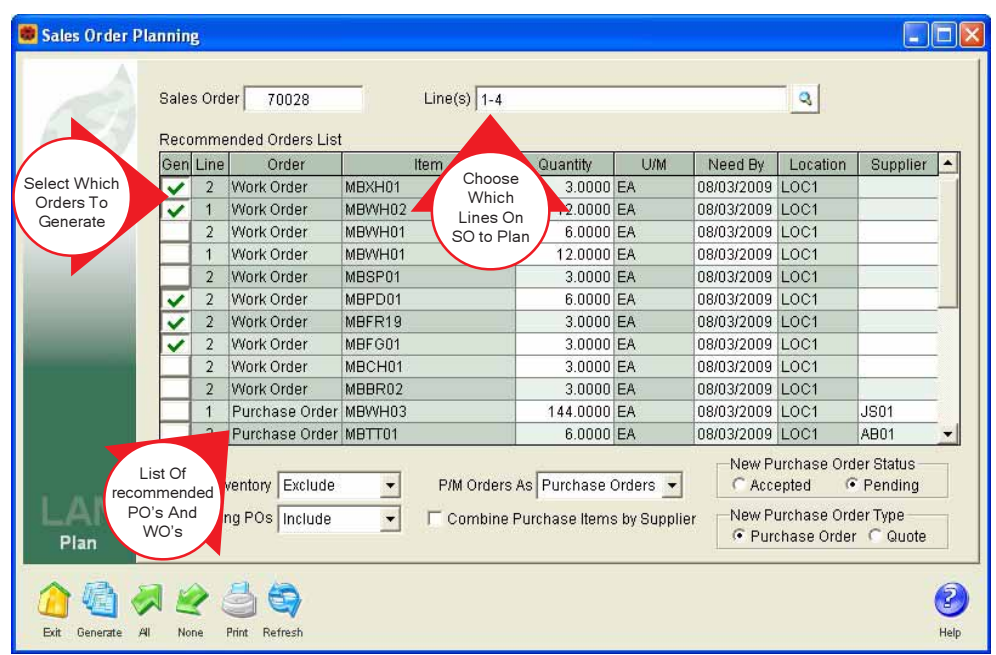 Sales Order Planning
Sales Order 70028 Line(s) 1-4
Recommended Orders List
Gen Line Order Item Quantity U/M Need By Location Supplier
2 Work Order MBXH01 3.0000 EA 08/03/2009 LOC1
1 Work Order MBWH02 2.0000 EA 08/03/2009 LOC1
2 Work Order MBWH01 6.0000 EA 08/03/2009 LOC1
1 Work Order MBWH01 12.0000 EA 08/03/2009 LOC1
2 Work Order MBSP01 3.0000 EA 08/03/2009 LOC1
2 Work Order MBPD01 6.0000 EA 08/03/2009 LOC1
2 Work Order MBFR19 3.0000 EA 08/03/2009 LOC1
2 Work Order MBFG01 3.0000 EA 08/03/2009 LOC1
2 Work Order MBCH01 3.0000 EA 08/03/2009 LOC1
2 Work Order MBBR02 3.0000 EA 08/03/2009 LOC1
1 Purchase Order MBWH03 144.0000 EA 08/03/2009 LOC1 JS01
Purchase Order MBTT01 6.0000 EA 08/03/2009 LOC1 AB01
Select Which
Orders To
Generate
Choose
Which
Lines On
SO to Plan
List Of
recommended
PO's And
WO's
Exclude
P/M Orders As Purchase Orders
POs Include
Combine Purchase Items by Supplier
New Purchase Order Status
Accepted Pending
New Purchase Order Type
Purchase Order Quote
Plan
Exit Generate All None Print Refresh
Help